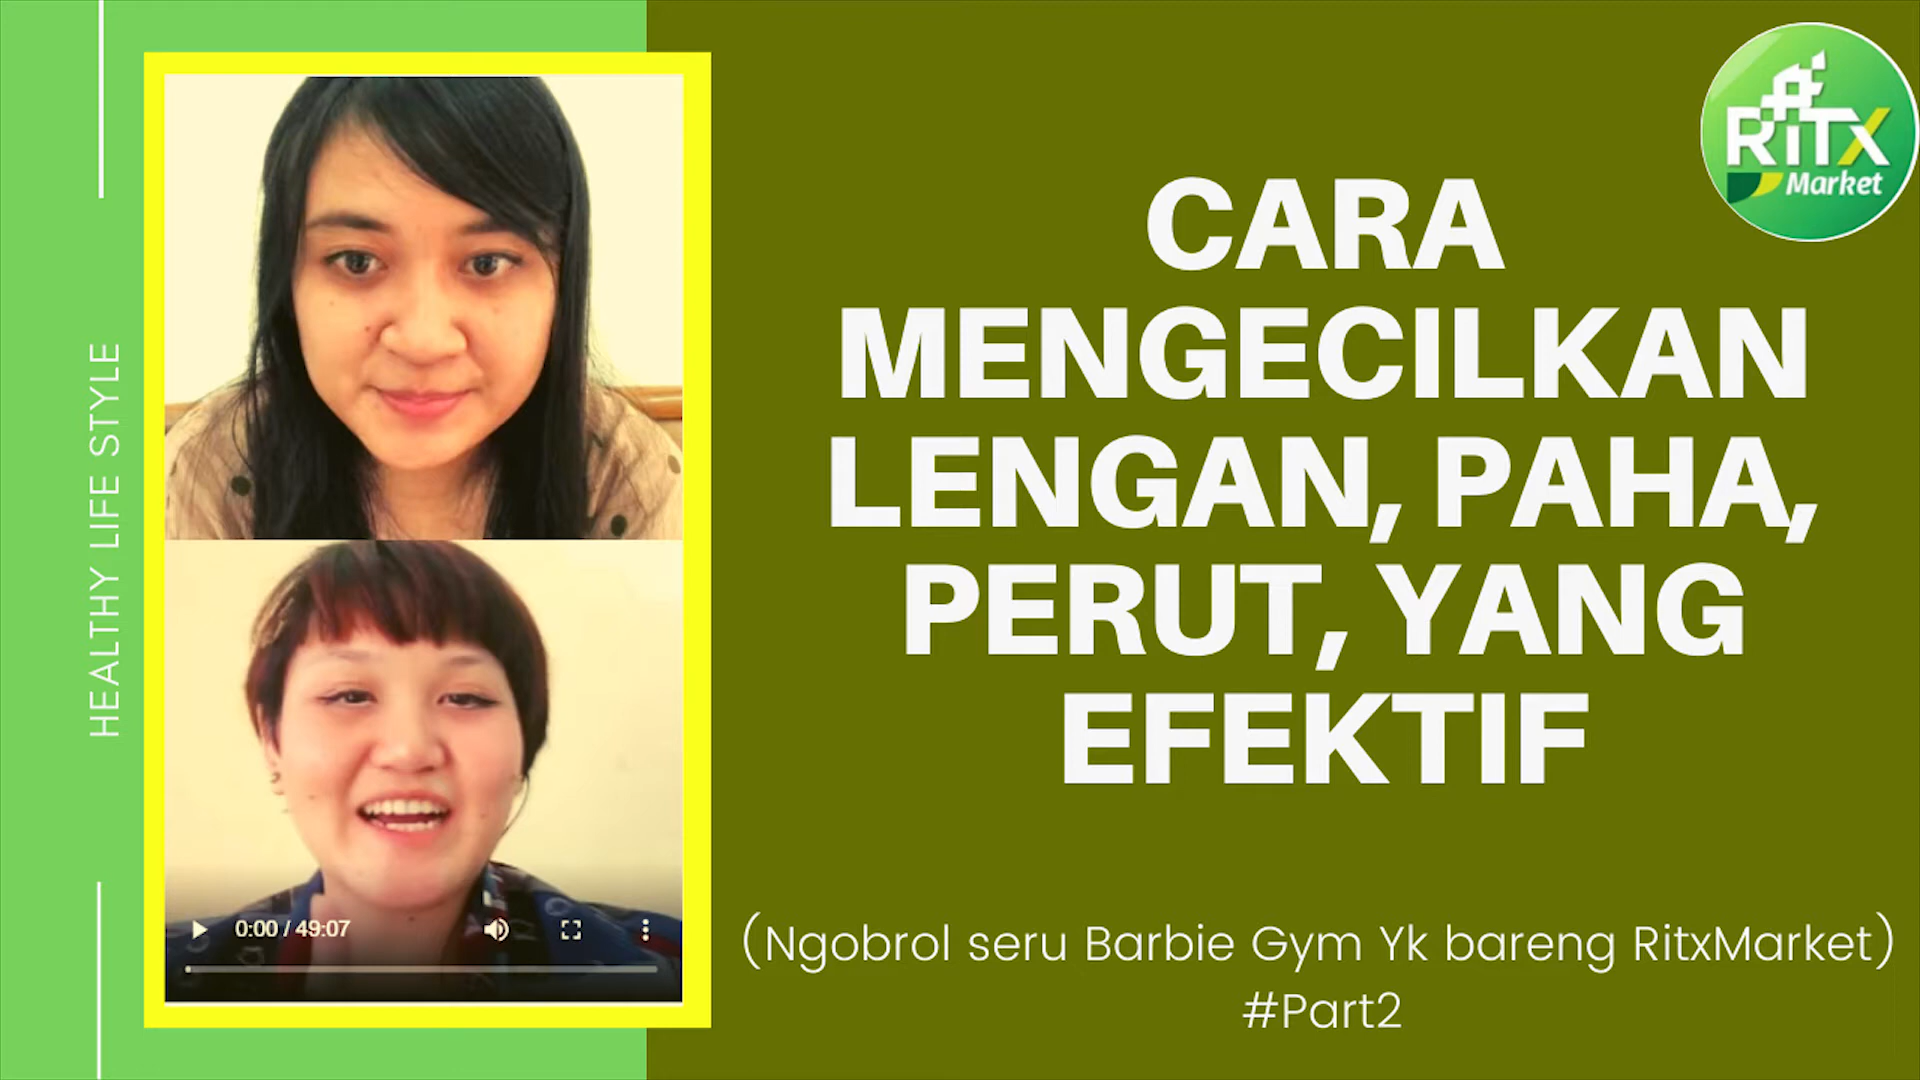 HEALTHY LIFE STYLE
0:00 / 49:07
RiTX
Market
CARA
MENGECILKAN
LENGAN, PAHA,
PERUT, YANG
EFEKTIF
(Ngobrol seru Barbie Gym Yk bareng RitxMarket)
#Part2